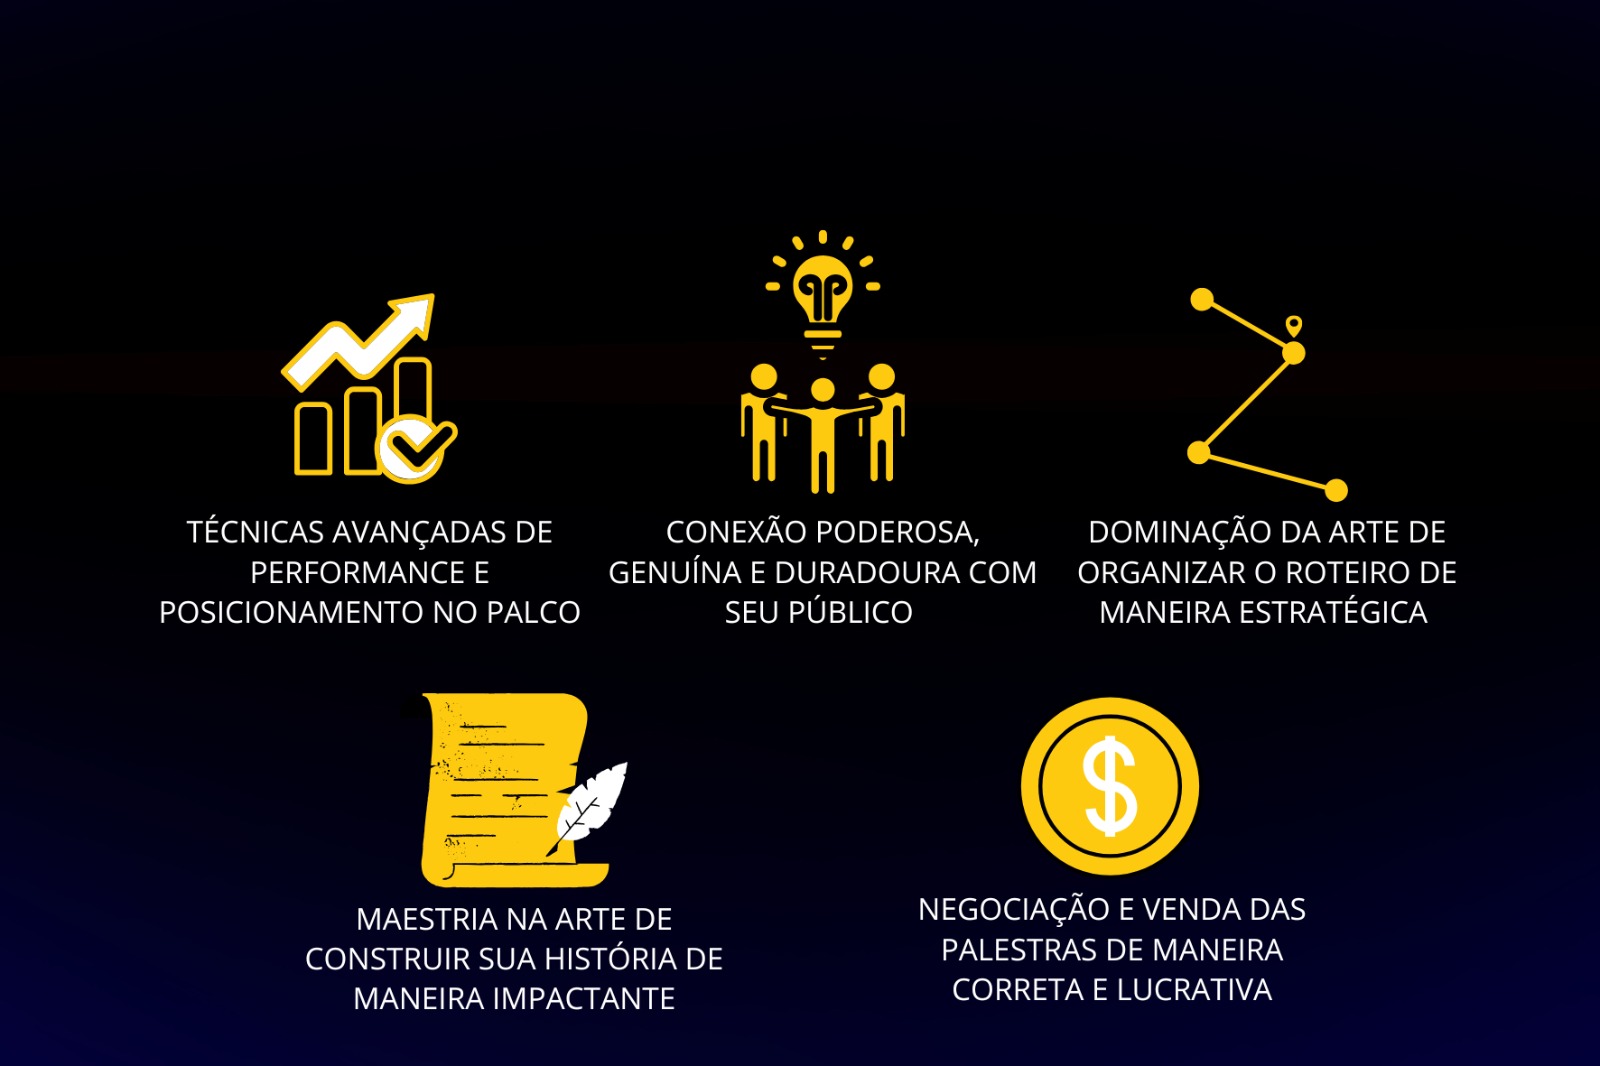 TÉCNICAS AVANÇADAS DE
PERFORMANCE E
POSICIONAMENTO NO PALCO
CONEXÃO PODEROSA,
GENUÍNA E DURADOURA COM
SEU PÚBLICO
DOMINAÇÃO DA ARTE DE
ORGANIZAR O ROTEIRO DE
MANEIRA ESTRATÉGICA
MAESTRIA NA ARTE DE
CONSTRUIR SUA HISTÓRIA DE
MANEIRA IMPACTANTE
$
NEGOCIAÇÃO E VENDA DAS
PALESTRAS DE MANEIRA
CORRETA E LUCRATIVA